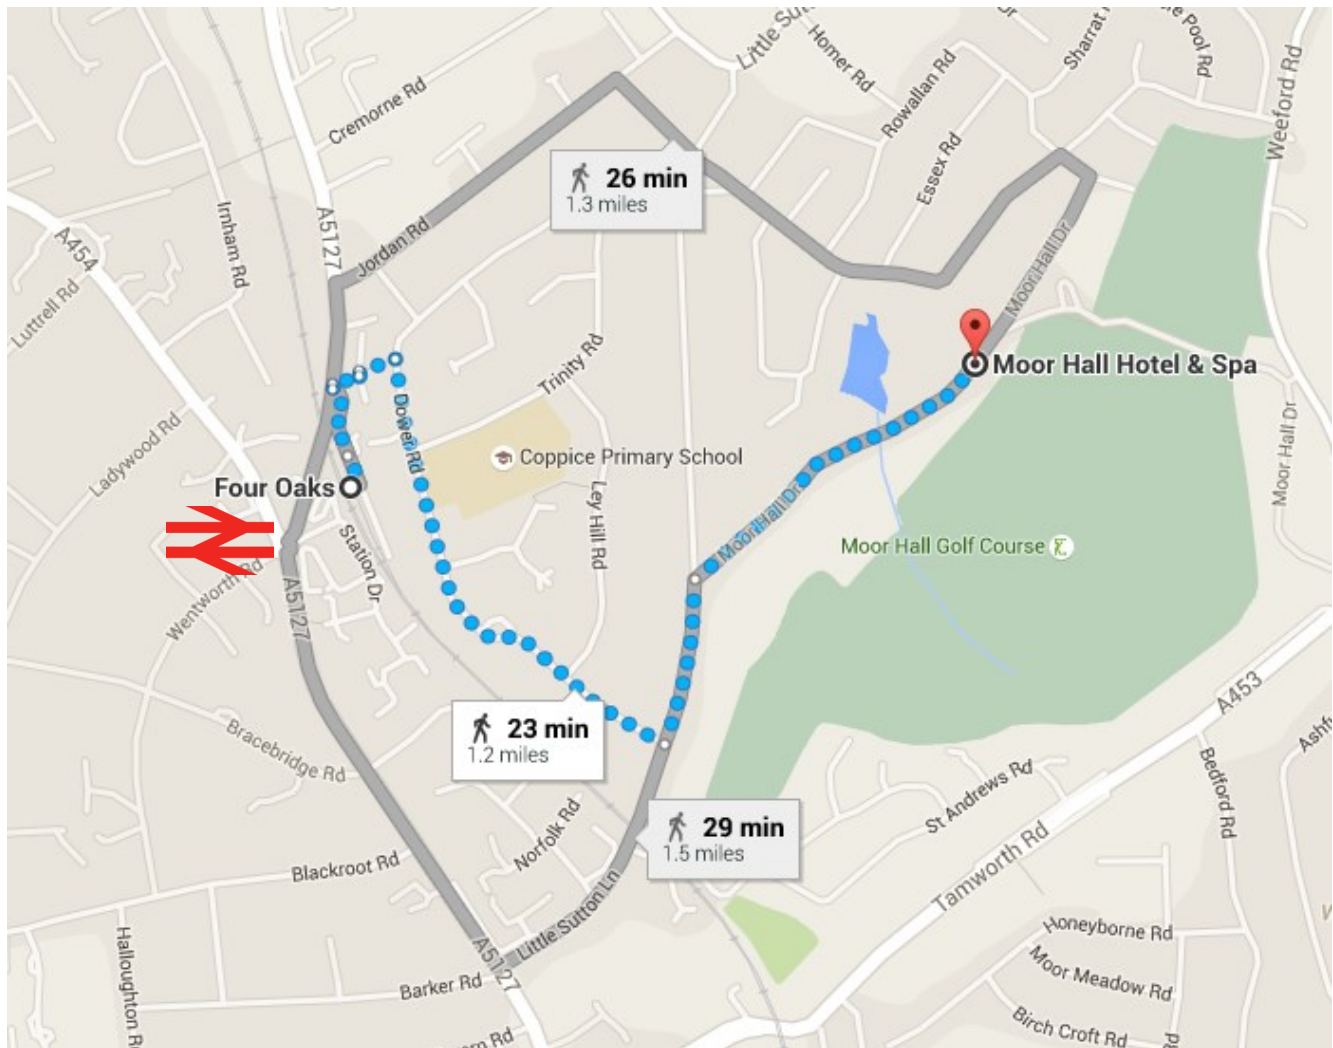 Little Sutt
Homer Rd
Sharrat
le Pool Rd
Weeford Rd
Cremorne Rd
Rowallan Rd
Essex Rd
26 min
1.3 miles
Irnham Rd
A5127
A454
Jordan Rd
Luttrell Rd
Moor Hall Dr
Trinity Rd
Moor Hall Hotel & Spa
Ladywood Rd
Dower Rd
Coppice Primary School
Moor Hall Dr
Four Oaks
Ley Hill Rd
Moor Hall Dr
Moor Hall Golf Course
Station Dr
Wentworth Rd
A5127
A453
23 min
1.2 miles
Bracebridge Rd
Ashf
Bedford Rd
St Andrews Rd
29 min
1.5 miles
Norfolk Rd
Blackroot Rd
Tamworth Rd
Little Sutton Ln
Honeyborne Rd
Halloughton R
A5127
Barker Rd
Moor Meadow Rd
Birch Croft Rd